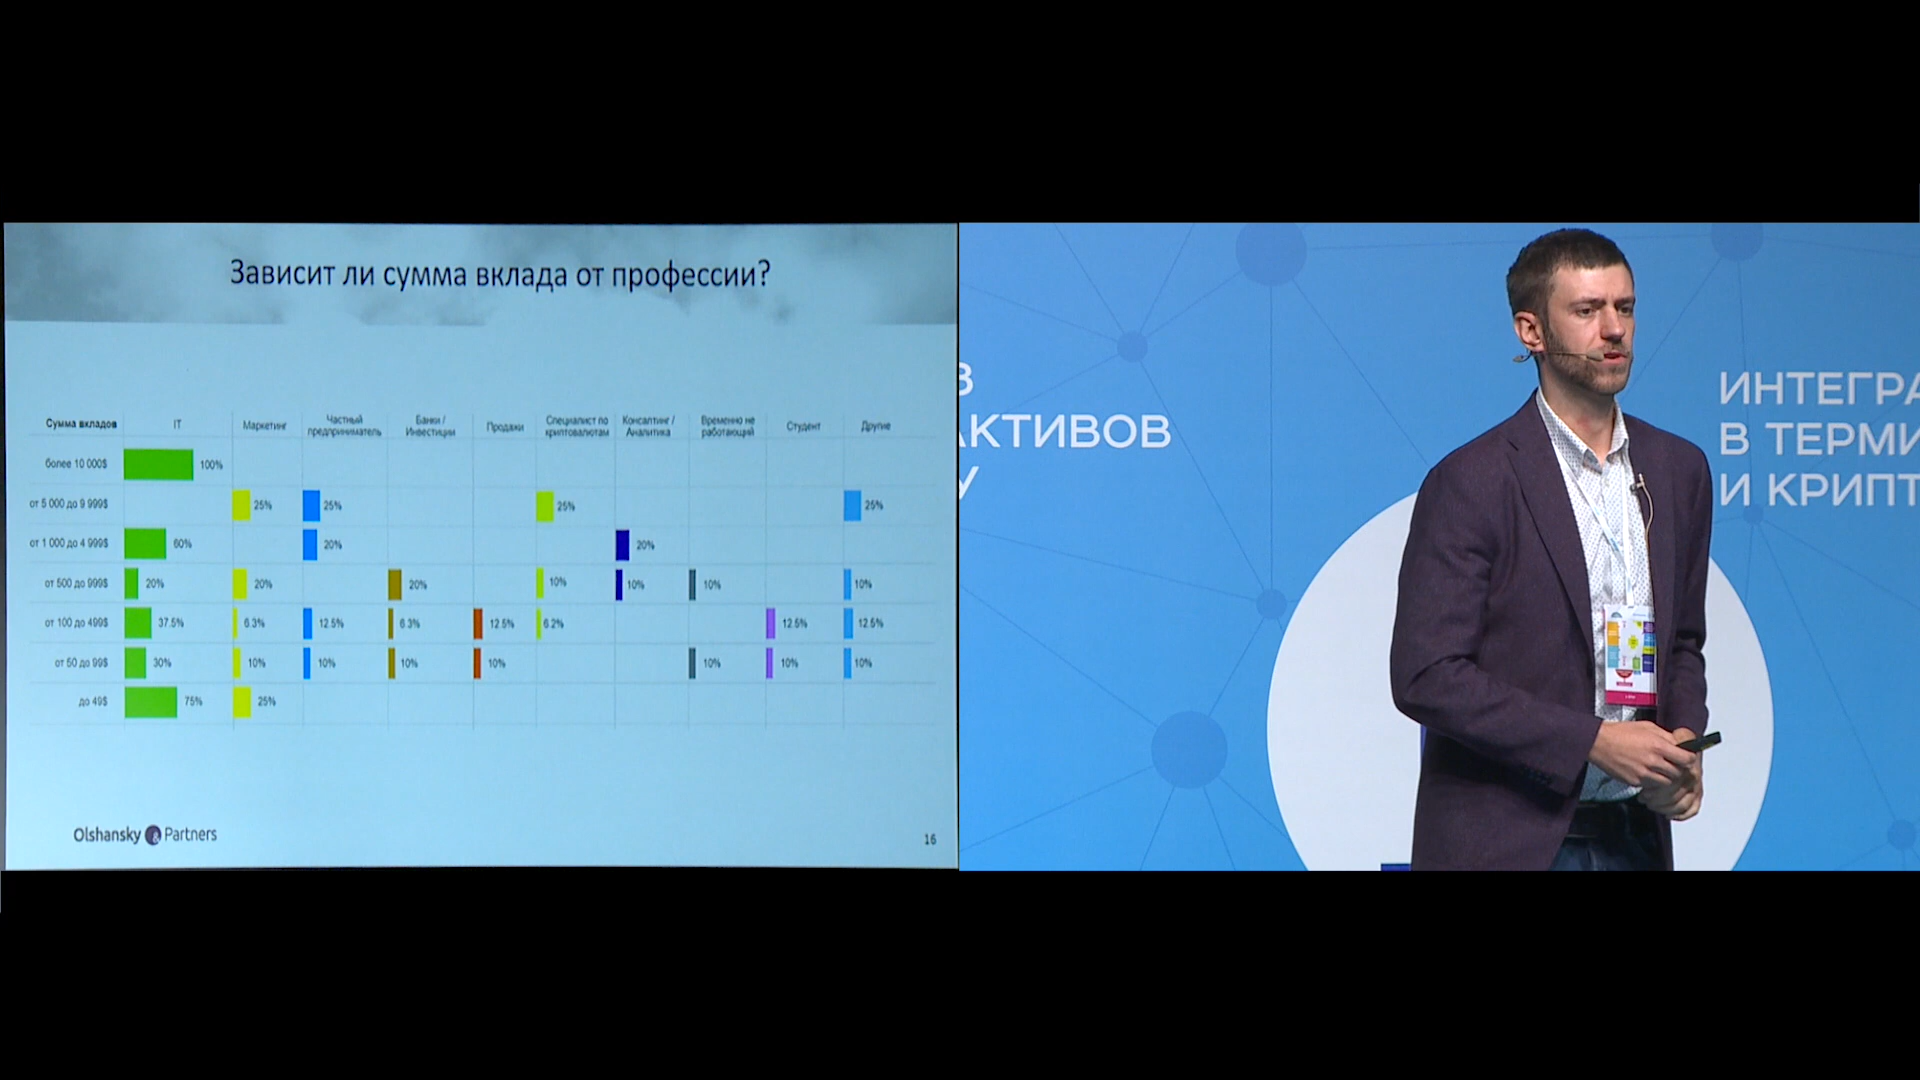 Зависит ли сумма вклада от профессии?
Сумма вкладов
IT
Маркетинг
Частный
предприниматель
Банки /
Инвестиции
Продажи
Специалист по
криптовалютам
Консалтинг /
Аналитика
Временно не
работающий
Студент
Другие
более 10 000$ 100%
от 5 000 до 9 999$ 25% 25% 25% 25%
от 1 000 до 4 999$ 60% 20% 20%
от 500 до 999$ 20% 20% 20% 10% 10% 10% 10%
от 100 до 499$ 37.5% 6.3% 12.5% 6.3% 12.5% 6.2% 12.5% 12.5%
от 50 до 99$ 30% 10% 10% 10% 10% 10% 10% 10%
до 49$ 75% 25%
Olshansky & Partners
16
В
АКТИВОВ
У
ИНТЕГРА
В ТЕРМИ
И КРИПТ